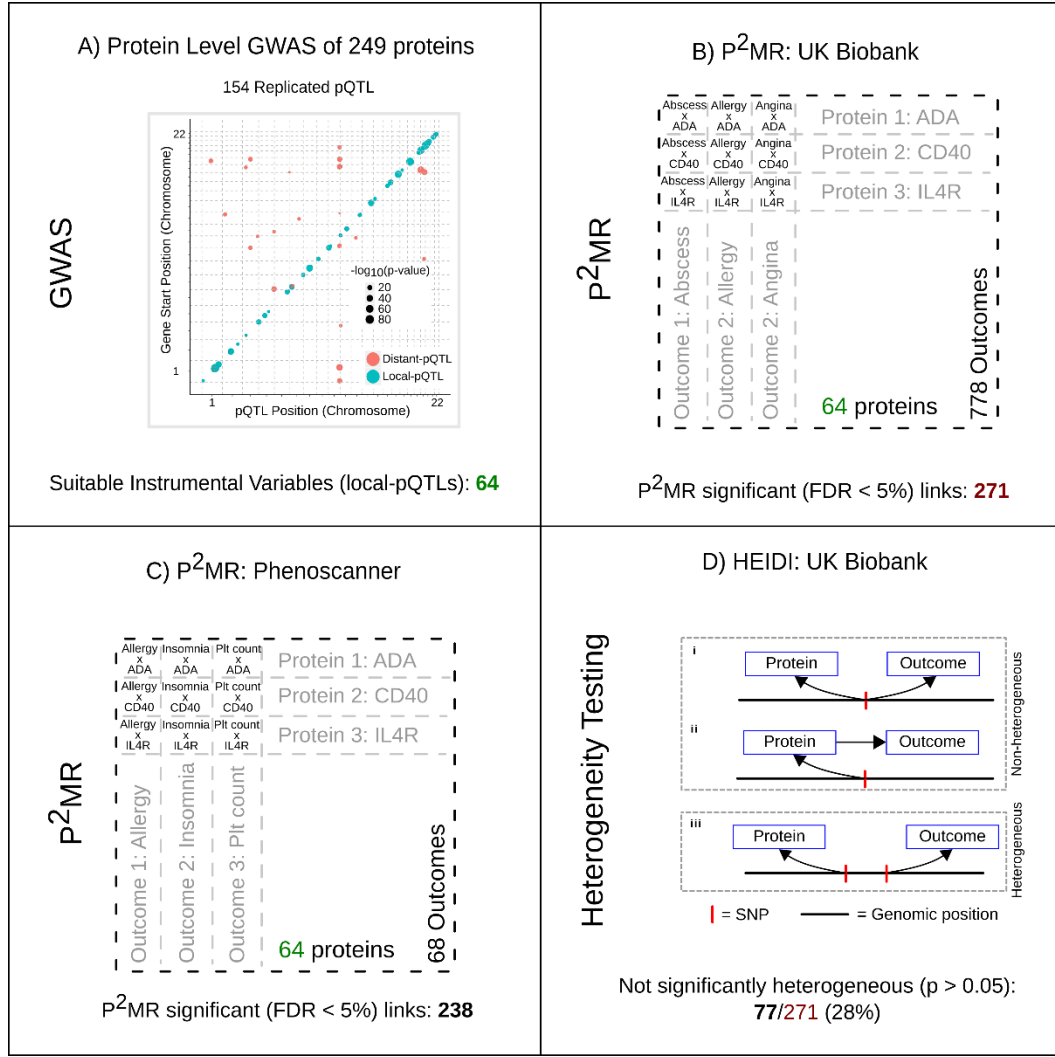 A) Protein Level GWAS of 249 proteins
154 Replicated pQTL
GWAS
Gene Start Position (Chromosome)
22
1
-log10(p-value)
20
40
60
80
Distant-pQTL
Local-pQTL
1
22
pQTL Position (Chromosome)
Suitable Instrumental Variables (local-pQTLs): 64
B) P²MR: UK Biobank
P²MR
Abscess x ADA
Allergy x ADA
Angina x ADA
Protein 1: ADA
Abscess x CD40
Allergy x CD40
Angina x CD40
Protein 2: CD40
Abscess x IL4R
Allergy x IL4R
Angina x IL4R
Protein 3: IL4R
Outcome 1: Abscess
Outcome 2: Allergy
Outcome 2: Angina
64 proteins
778 Outcomes
P²MR significant (FDR < 5%) links: 271
C) P²MR: Phenoscanner
P²MR
Allergy x ADA
Insomnia x ADA
Plt count x ADA
Protein 1: ADA
Allergy x CD40
Insomnia x CD40
Plt count x CD40
Protein 2: CD40
Allergy x IL4R
Insomnia x IL4R
Plt count x IL4R
Protein 3: IL4R
Outcome 1: Allergy
Outcome 2: Insomnia
Outcome 3: Plt count
64 proteins
68 Outcomes
P²MR significant (FDR < 5%) links: 238
D) HEIDI: UK Biobank
Heterogeneity Testing
i
Protein
Outcome
ii
Protein
Outcome
Non-heterogeneous
iii
Protein
Outcome
Heterogeneous
= SNP
= Genomic position
Not significantly heterogeneous (p > 0.05):
77/271 (28%)